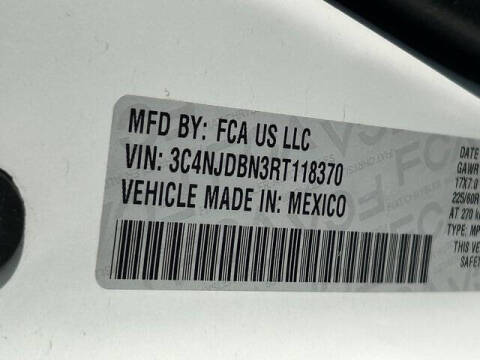 MFD BY: FCA US LLC
VIN: 3C4NJDBN3RT118370
VEHICLE MADE IN: MEXICO
DATE
GAWR
17X7.0
225/60R
AT 270
TYPE: MP
THIS VE
SAFET